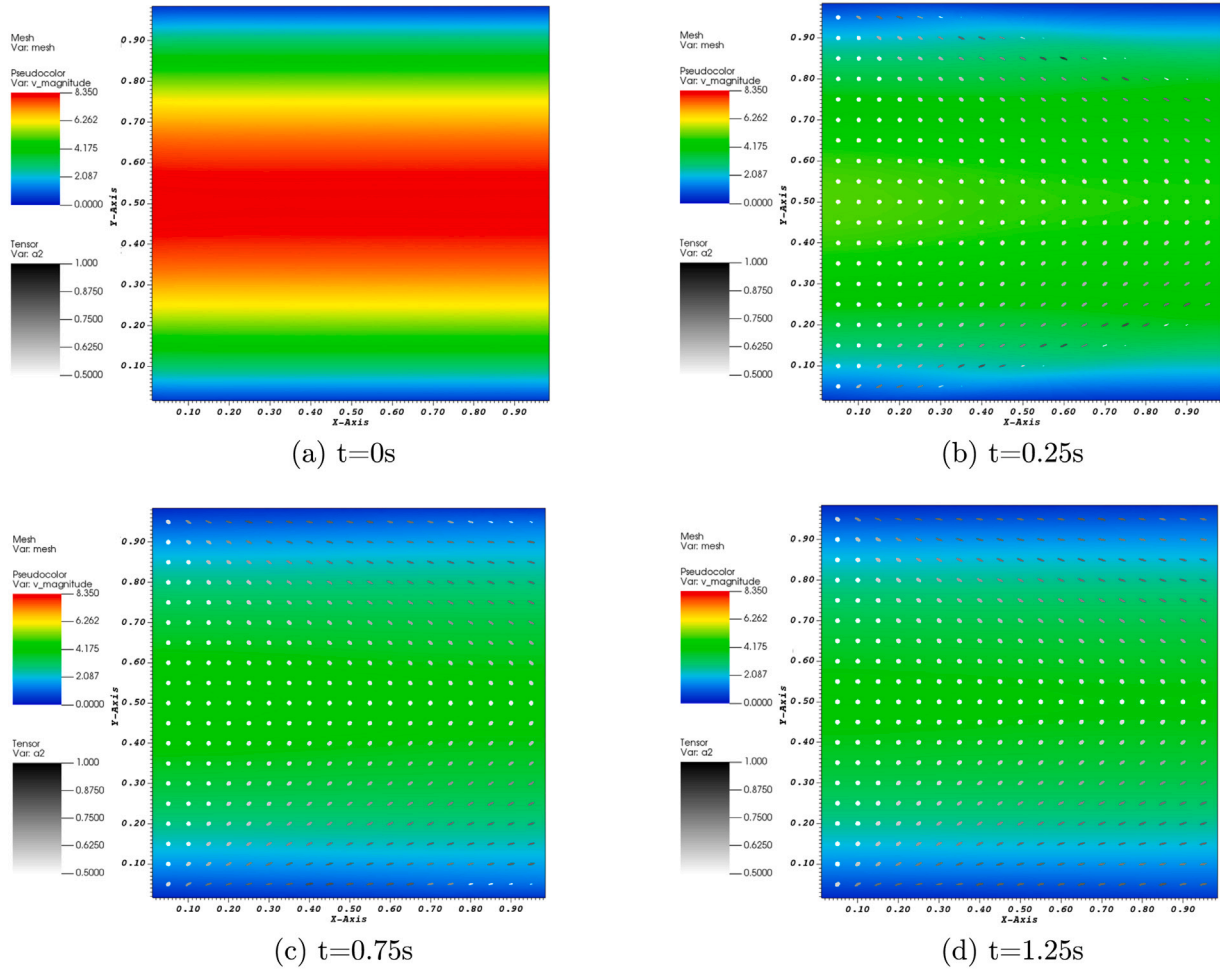 Mesh
Var: mesh
Pseudocolor
Var: v_magnitude
8.350
6.262
4.175
2.087
0.0000
Tensor
Var: a2
1.000
0.8750
0.7500
0.6250
0.5000
Y-Axis
0.90
0.80
0.70
0.60
0.50
0.40
0.30
0.20
0.10
0.10 0.20 0.30 0.40 0.50 0.60 0.70 0.80 0.90
X-Axis
(a) t=0s
Mesh
Var: mesh
Pseudocolor
Var: v_magnitude
8.350
6.262
4.175
2.087
0.0000
Tensor
Var: a2
1.000
0.8750
0.7500
0.6250
0.5000
Y-Axis
0.90
0.80
0.70
0.60
0.50
0.40
0.30
0.20
0.10
0.10 0.20 0.30 0.40 0.50 0.60 0.70 0.80 0.90
X-Axis
(b) t=0.25s
Mesh
Var: mesh
Pseudocolor
Var: v_magnitude
8.350
6.262
4.175
2.087
0.0000
Tensor
Var: a2
1.000
0.8750
0.7500
0.6250
0.5000
Y-Axis
0.90
0.80
0.70
0.60
0.50
0.40
0.30
0.20
0.10
0.10 0.20 0.30 0.40 0.50 0.60 0.70 0.80 0.90
X-Axis
(c) t=0.75s
Mesh
Var: mesh
Pseudocolor
Var: v_magnitude
8.350
6.262
4.175
2.087
0.0000
Tensor
Var: a2
1.000
0.8750
0.7500
0.6250
0.5000
Y-Axis
0.90
0.80
0.70
0.60
0.50
0.40
0.30
0.20
0.10
0.10 0.20 0.30 0.40 0.50 0.60 0.70 0.80 0.90
X-Axis
(d) t=1.25s